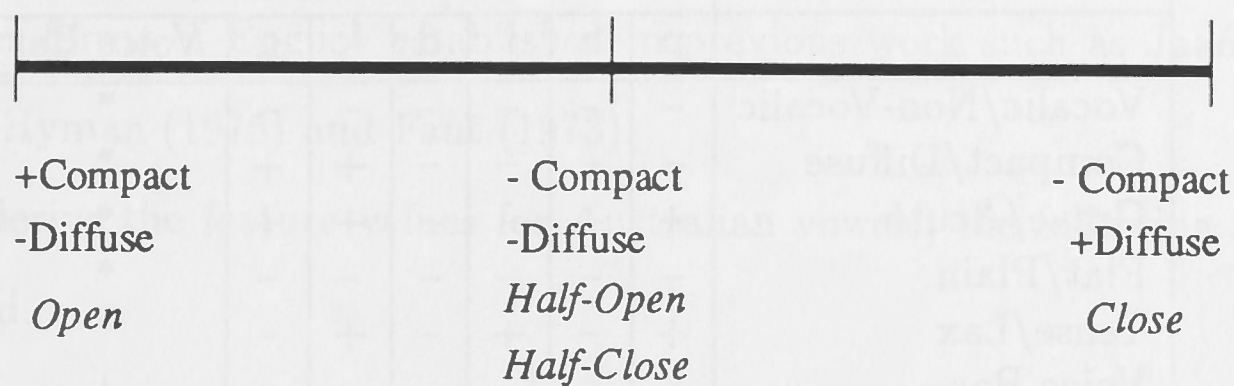 +Compact - Compact - Compact
-Diffuse -Diffuse +Diffuse
Open Half-Open Close
Half-Close